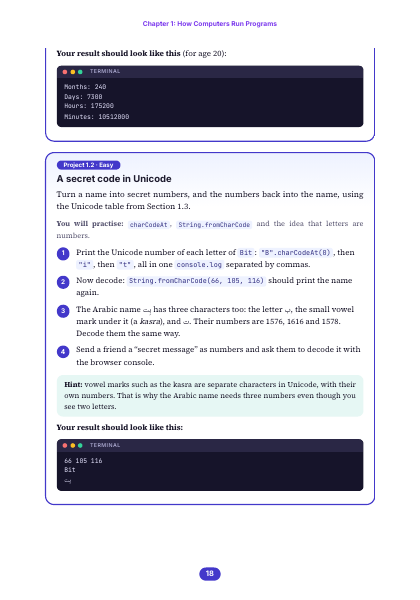 Chapter 1: How Computers Run Programs
Your result should look like this (for age 20):
TERMINAL
Months: 240
Days: 7300
Hours: 175200
Minutes: 10512000
Project 1.2 · Easy
A secret code in Unicode
Turn a name into secret numbers, and the numbers back into the name, using
the Unicode table from Section 1.3.
You will practise: charCodeAt, String.fromCharCode and the idea that letters are
numbers.
1 Print the Unicode number of each letter of Bit: "B".charCodeAt(0), then
"i", then "t", all in one console.log separated by commas.
2 Now decode: String.fromCharCode(66, 105, 116) should print the name
again.
3 The Arabic name بِت has three characters too: the letter ب, the small vowel
mark under it (a kasra), and ت. Their numbers are 1576, 1616 and 1578.
Decode them the same way.
4 Send a friend a “secret message” as numbers and ask them to decode it with
the browser console.
Hint: vowel marks such as the kasra are separate characters in Unicode, with their
own numbers. That is why the Arabic name needs three numbers even though you
see two letters.
Your result should look like this:
TERMINAL
66 105 116
Bit
بِت
18